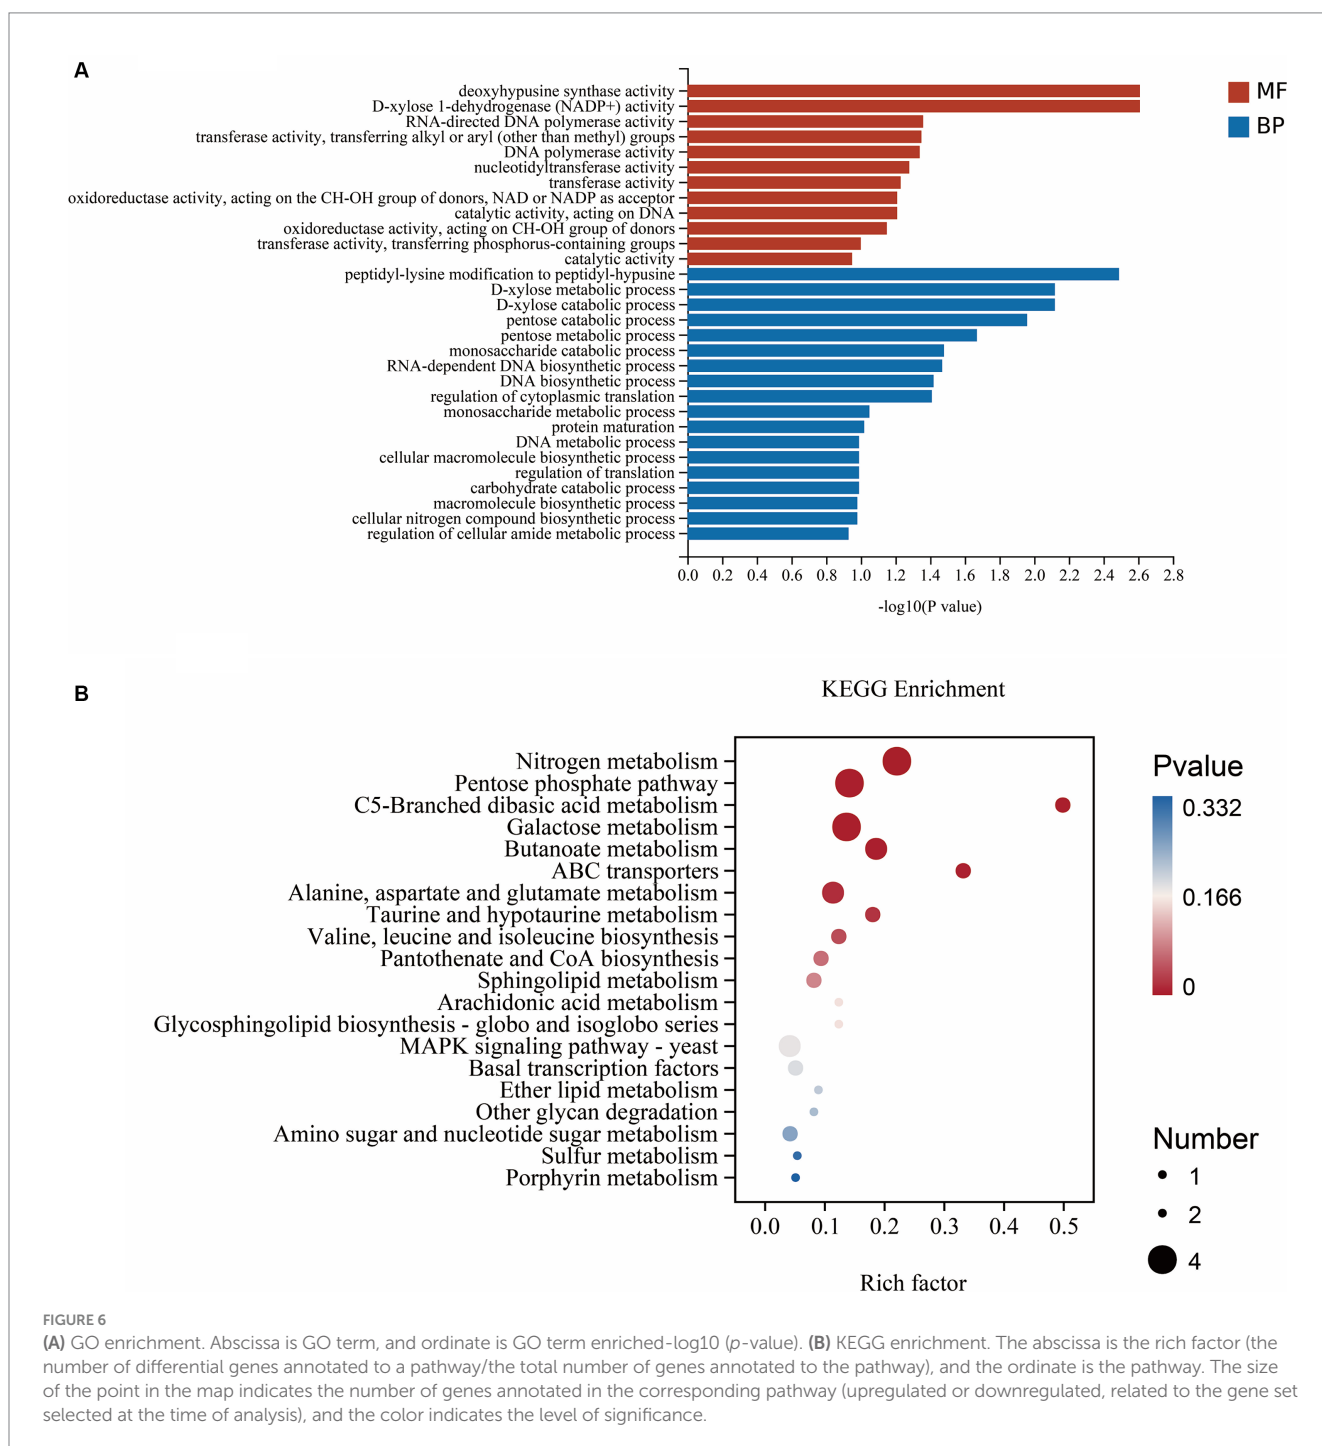 A
deoxyhypusine synthase activity
D-xylose 1-dehydrogenase (NADP+) activity
RNA-directed DNA polymerase activity
transferase activity, transferring alkyl or aryl (other than methyl) groups
DNA polymerase activity
nucleotidyltransferase activity
transferase activity
oxidoreductase activity, acting on the CH-OH group of donors, NAD or NADP as acceptor
catalytic activity, acting on DNA
oxidoreductase activity, acting on CH-OH group of donors
transferase activity, transferring phosphorus-containing groups
catalytic activity
peptidyl-lysine modification to peptidyl-hypusine
D-xylose metabolic process
D-xylose catabolic process
pentose catabolic process
pentose metabolic process
monosaccharide catabolic process
RNA-dependent DNA biosynthetic process
DNA biosynthetic process
regulation of cytoplasmic translation
monosaccharide metabolic process
protein maturation
DNA metabolic process
cellular macromolecule biosynthetic process
regulation of translation
carbohydrate catabolic process
macromolecule biosynthetic process
cellular nitrogen compound biosynthetic process
regulation of cellular amide metabolic process
0.0 0.2 0.4 0.6 0.8 1.0 1.2 1.4 1.6 1.8 2.0 2.2 2.4 2.6 2.8
-log10(P value)
MF
BP
B
KEGG Enrichment
Nitrogen metabolism
Pentose phosphate pathway
C5-Branched dibasic acid metabolism
Galactose metabolism
Butanoate metabolism
ABC transporters
Alanine, aspartate and glutamate metabolism
Taurine and hypotaurine metabolism
Valine, leucine and isoleucine biosynthesis
Pantothenate and CoA biosynthesis
Sphingolipid metabolism
Arachidonic acid metabolism
Glycosphingolipid biosynthesis - globo and isoglobo series
MAPK signaling pathway - yeast
Basal transcription factors
Ether lipid metabolism
Other glycan degradation
Amino sugar and nucleotide sugar metabolism
Sulfur metabolism
Porphyrin metabolism
0.0 0.1 0.2 0.3 0.4 0.5
Rich factor
Pvalue
0.332
0.166
0
Number
1
2
4
FIGURE 6
(A) GO enrichment. Abscissa is GO term, and ordinate is GO term enriched-log10 (p-value). (B) KEGG enrichment. The abscissa is the rich factor (the
number of differential genes annotated to a pathway/the total number of genes annotated to the pathway), and the ordinate is the pathway. The size
of the point in the map indicates the number of genes annotated in the corresponding pathway (upregulated or downregulated, related to the gene set
selected at the time of analysis), and the color indicates the level of significance.